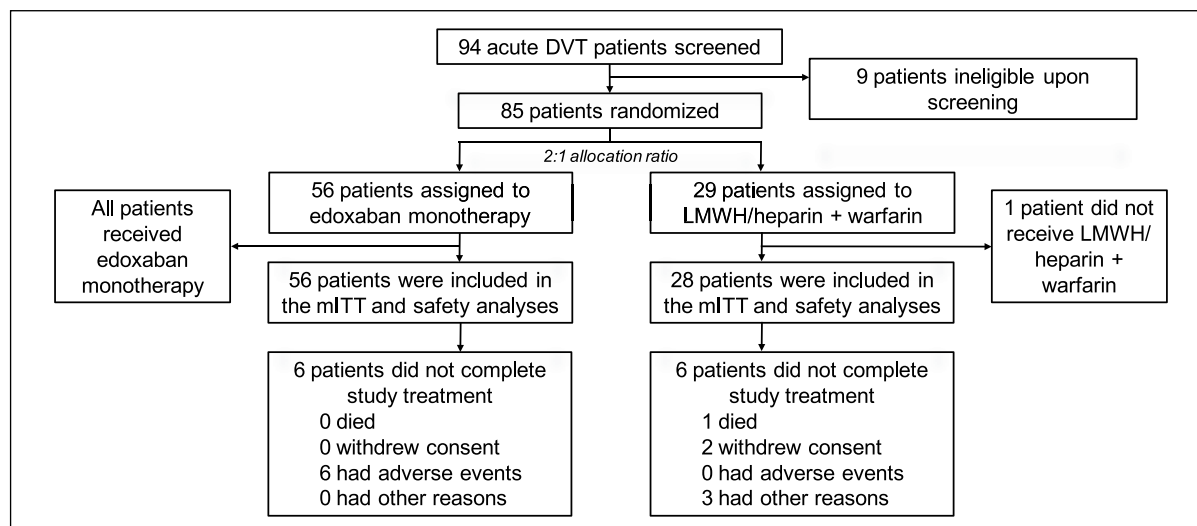 94 acute DVT patients screened
9 patients ineligible upon
screening
85 patients randomized
2:1 allocation ratio
56 patients assigned to
edoxaban monotherapy
29 patients assigned to
LMWH/heparin + warfarin
All patients
received
edoxaban
monotherapy
1 patient did not
receive LMWH/
heparin +
warfarin
56 patients were included in
the mITT and safety analyses
28 patients were included in
the mITT and safety analyses
6 patients did not complete
study treatment
0 died
0 withdrew consent
6 had adverse events
0 had other reasons
6 patients did not complete
study treatment
1 died
2 withdrew consent
0 had adverse events
3 had other reasons